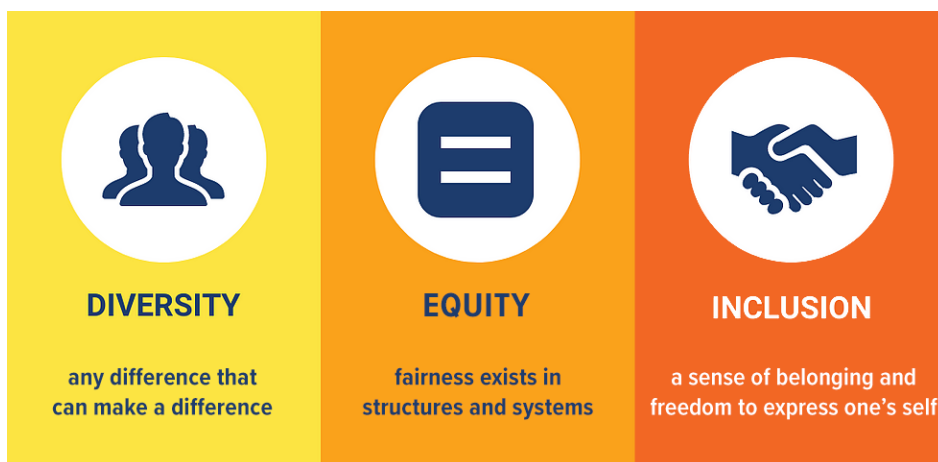 DIVERSITY
any difference that
can make a difference
EQUITY
fairness exists in
structures and systems
INCLUSION
a sense of belonging and
freedom to express one’s self